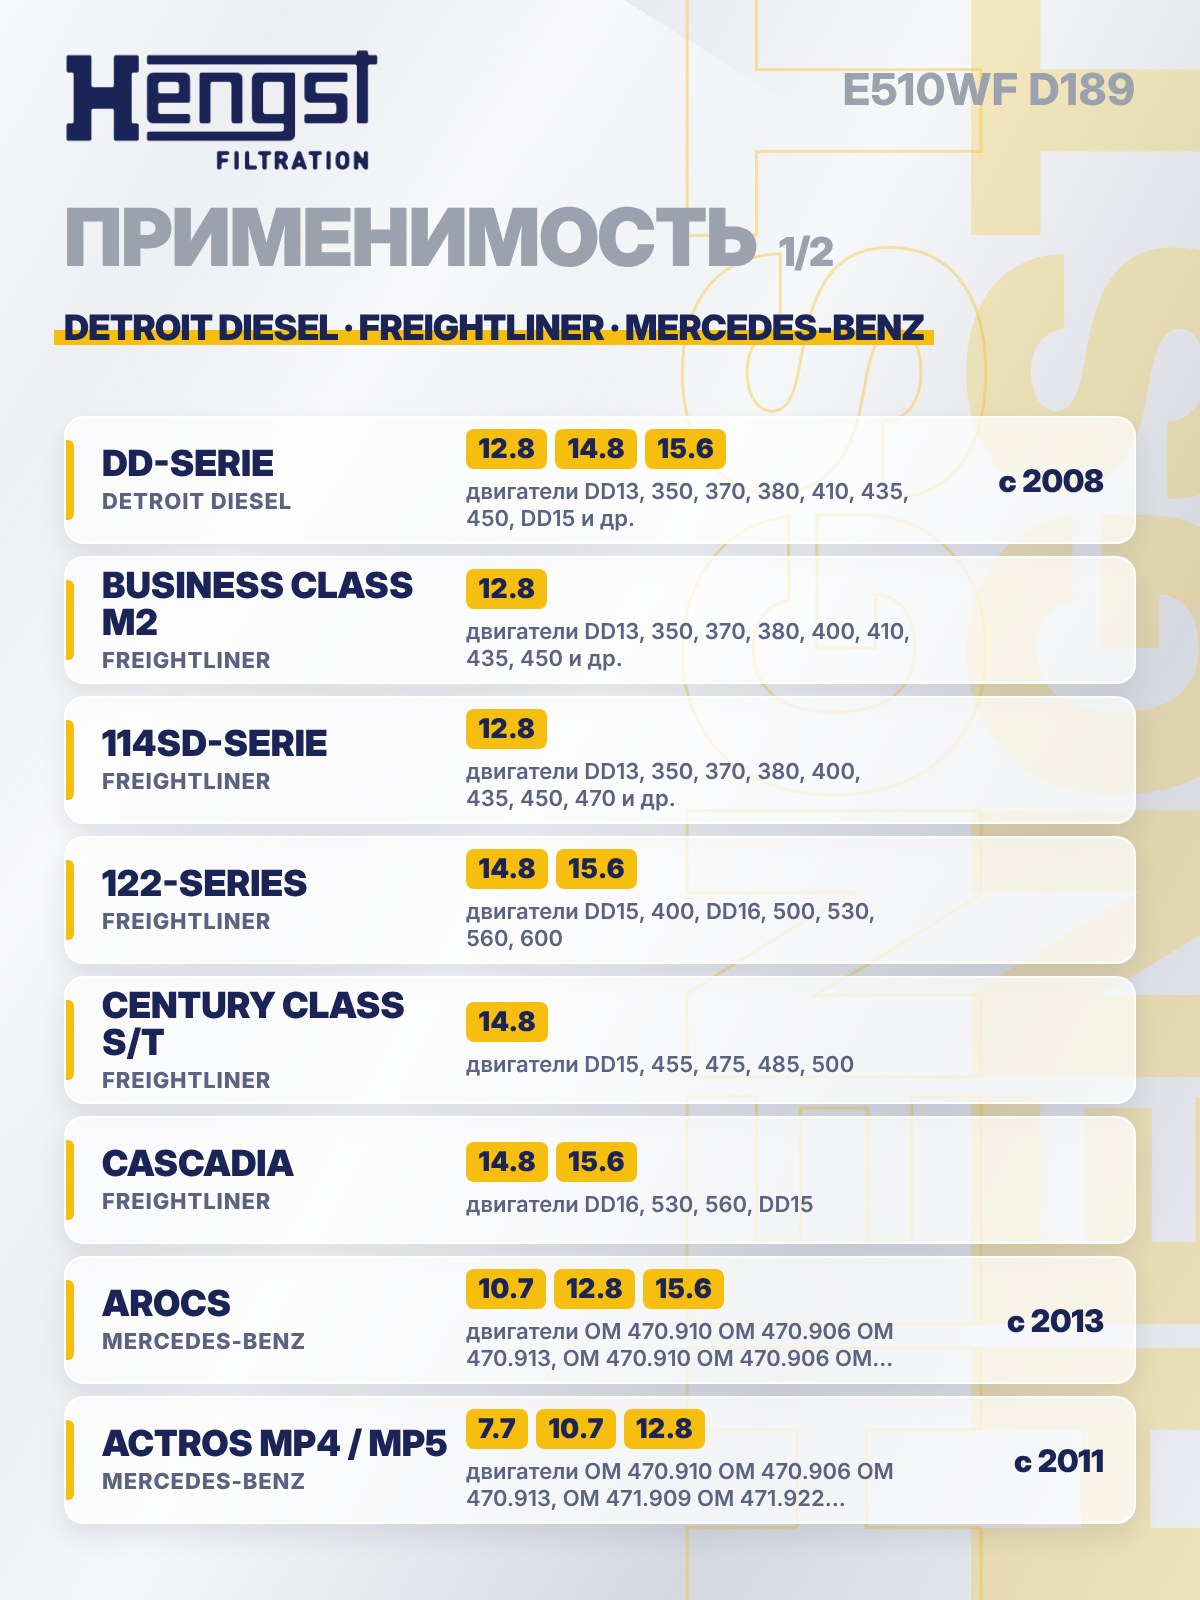 Hengst
FILTRATION
E510WF D189
ПРИМЕНИМОСТЬ 1/2
DETROIT DIESEL · FREIGHTLINER · MERCEDES-BENZ
DD-SERIE
DETROIT DIESEL
12.8 14.8 15.6
двигатели DD13, 350, 370, 380, 410, 435,
450, DD15 и др.
с 2008
BUSINESS CLASS
M2
FREIGHTLINER
12.8
двигатели DD13, 350, 370, 380, 400, 410,
435, 450 и др.
114SD-SERIE
FREIGHTLINER
12.8
двигатели DD13, 350, 370, 380, 400,
435, 450, 470 и др.
122-SERIES
FREIGHTLINER
14.8 15.6
двигатели DD15, 400, DD16, 500, 530,
560, 600
CENTURY CLASS
S/T
FREIGHTLINER
14.8
двигатели DD15, 455, 475, 485, 500
CASCADIA
FREIGHTLINER
14.8 15.6
двигатели DD16, 530, 560, DD15
AROCS
MERCEDES-BENZ
10.7 12.8 15.6
двигатели OM 470.910 OM 470.906 OM
470.913, OM 470.910 OM 470.906 OM...
с 2013
ACTROS MP4 / MP5
MERCEDES-BENZ
7.7 10.7 12.8
двигатели OM 470.910 OM 470.906 OM
470.913, OM 471.909 OM 471.922...
с 2011
HENGST